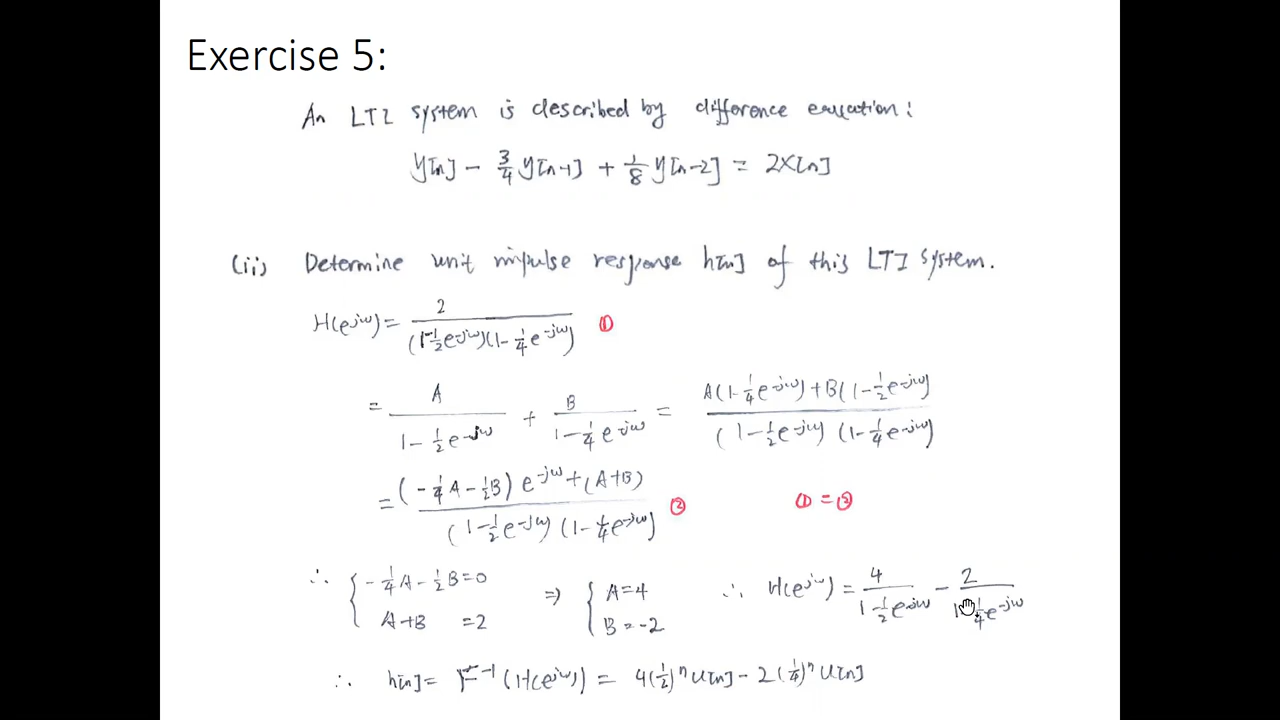 Exercise 5:
An LTI system is described by difference equation:
y[n] - 3/4 y[n-1] + 1/8 y[n-2] = 2x[n]
(ii) Determine unit impulse response h[n] of this LTI system.
H(e^jω) = 2 / (1-1/2 e^-jω)(1-1/4 e^-jω) ①
= A / (1-1/2 e^-jω) + B / (1-1/4 e^-jω) = (A(1-1/4 e^-jω)+B(1-1/2 e^-jω)) / (1-1/2 e^-jω)(1-1/4 e^-jω)
= ((-1/4 A - 1/2 B) e^-jω + (A+B)) / (1-1/2 e^-jω)(1-1/4 e^-jω) ② ① = ②
∴ { -1/4 A - 1/2 B = 0 , A+B = 2 ⇒ { A = 4 , B = -2 ∴ H(e^jω) = 4 / (1-1/2 e^-jω) - 2 / (1-1/4 e^-jω)
∴ h[n] = F^-1 (H(e^jω)) = 4(1/2)^n u[n] - 2(1/4)^n u[n]